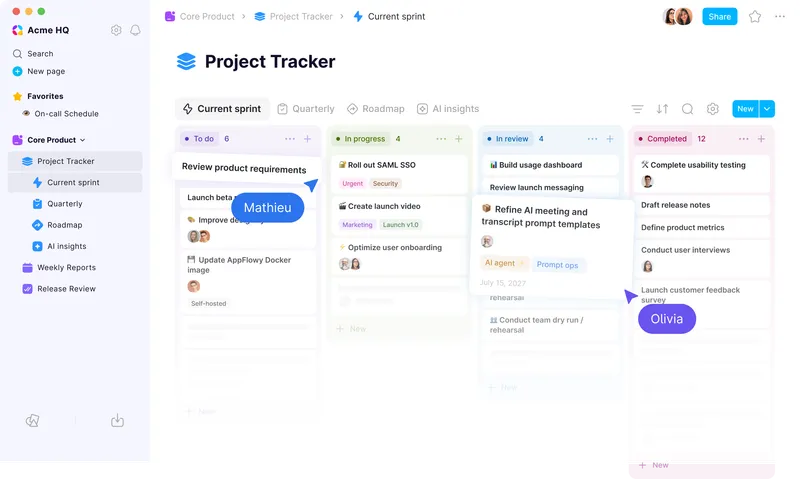 Acme HQ
Search
New page
Favorites
On-call Schedule
Core Product
Project Tracker
Current sprint
Quarterly
Roadmap
AI insights
Weekly Reports
Release Review
Core Product > Project Tracker > Current sprint
Share
Project Tracker
Current sprint Quarterly Roadmap AI insights
New
To do 6
Review product requirements
Launch beta
Mathieu
Improve
Update AppFlowy Docker
image
Self-hosted
New
In progress 4
Roll out SAML SSO
Urgent Security
Create launch video
Marketing Launch v1.0
Optimize user onboarding
New
In review 4
Build usage dashboard
Review launch messaging
Refine AI meeting and
transcript prompt templates
AI agent Prompt ops
July 15, 2027
rehearsal
Conduct team dry run /
rehearsal
New
Completed 12
Complete usability testing
Draft release notes
Define product metrics
Conduct user interviews
Launch customer feedback
survey
Olivia
New